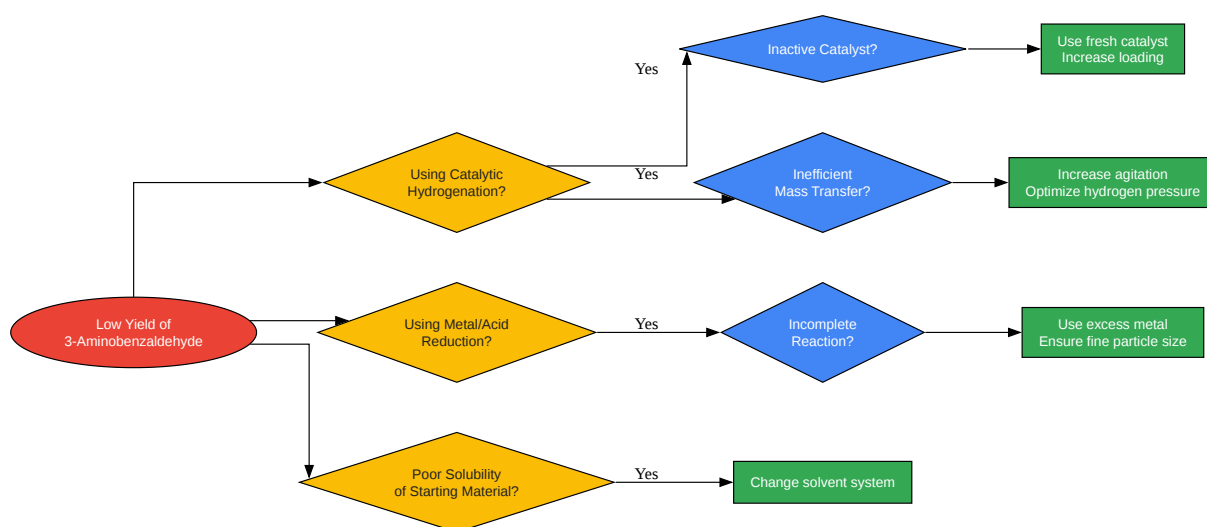 Inactive Catalyst?
Use fresh catalyst
Increase loading
Yes
Using Catalytic
Hydrogenation?
Yes
Inefficient
Mass Transfer?
Increase agitation
Optimize hydrogen pressure
Low Yield of
3-Aminobenzaldehyde
Using Metal/Acid
Reduction?
Yes
Incomplete
Reaction?
Use excess metal
Ensure fine particle size
Poor Solubility
of Starting Material?
Yes
Change solvent system